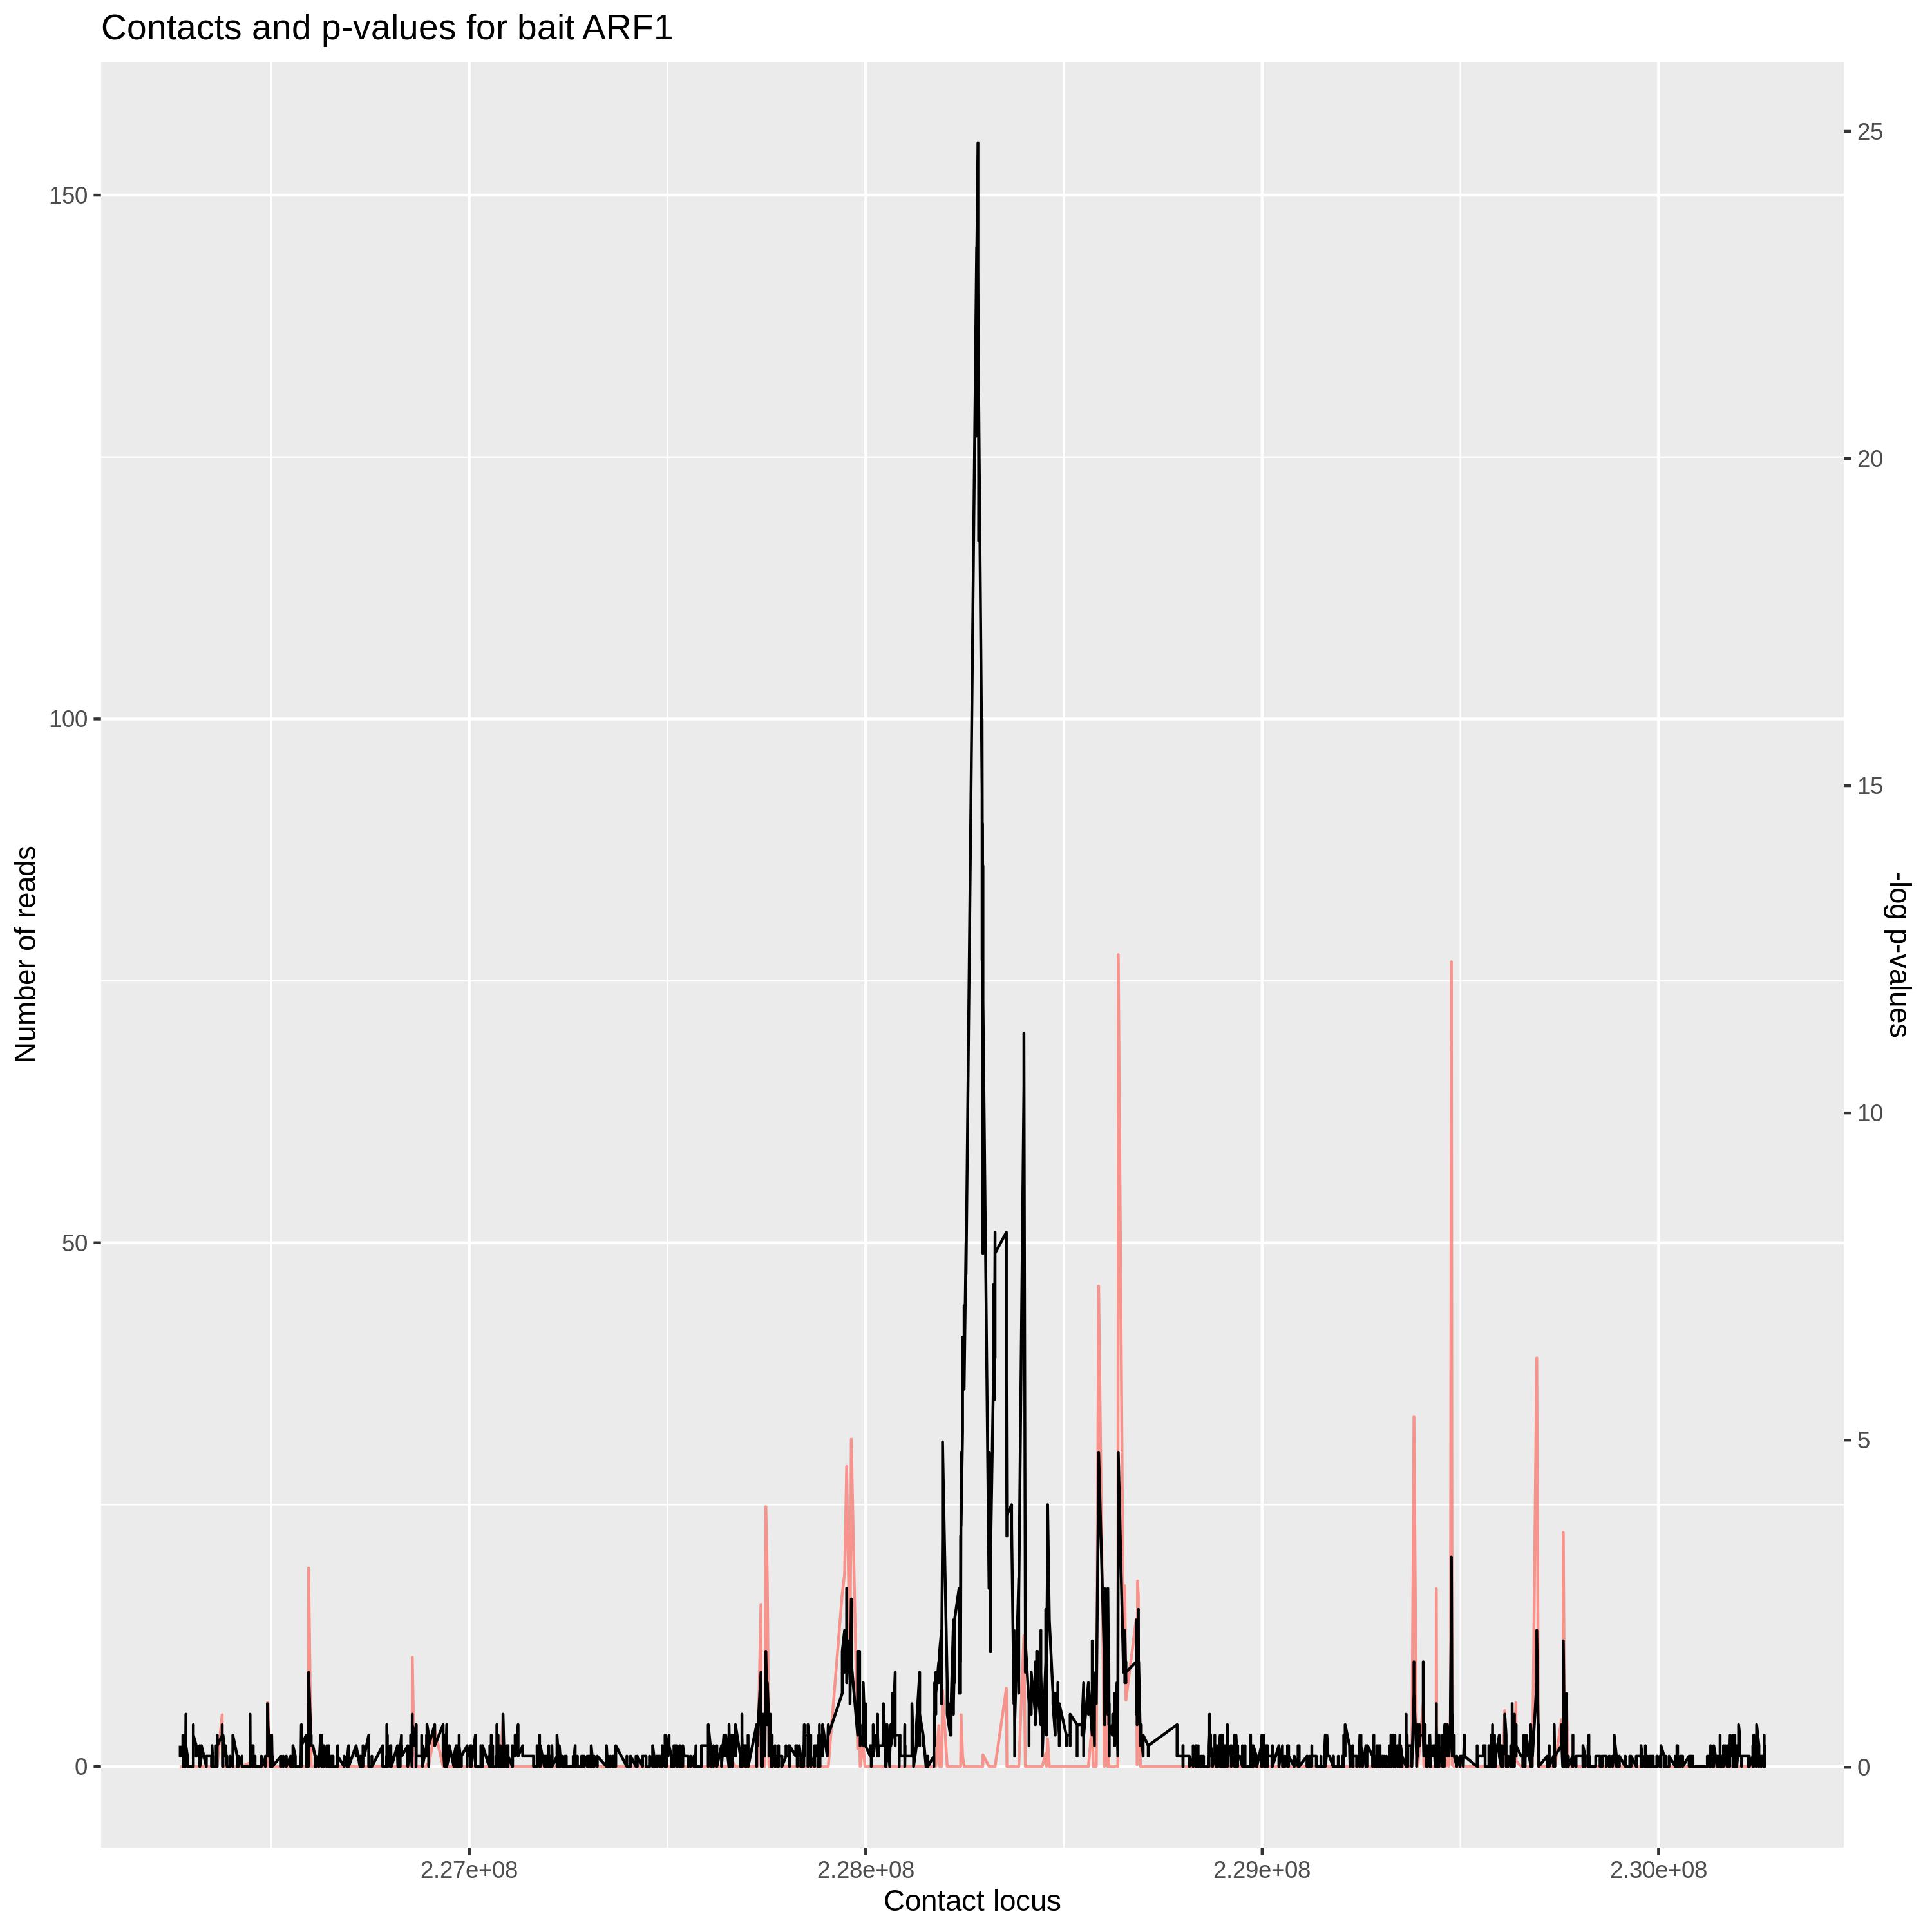 Contacts and p-values for bait ARF1
150
100
50
0
Number of reads
25
20
15
10
5
0
-log p-values
2.27e+08 2.28e+08 2.29e+08 2.30e+08
Contact locus